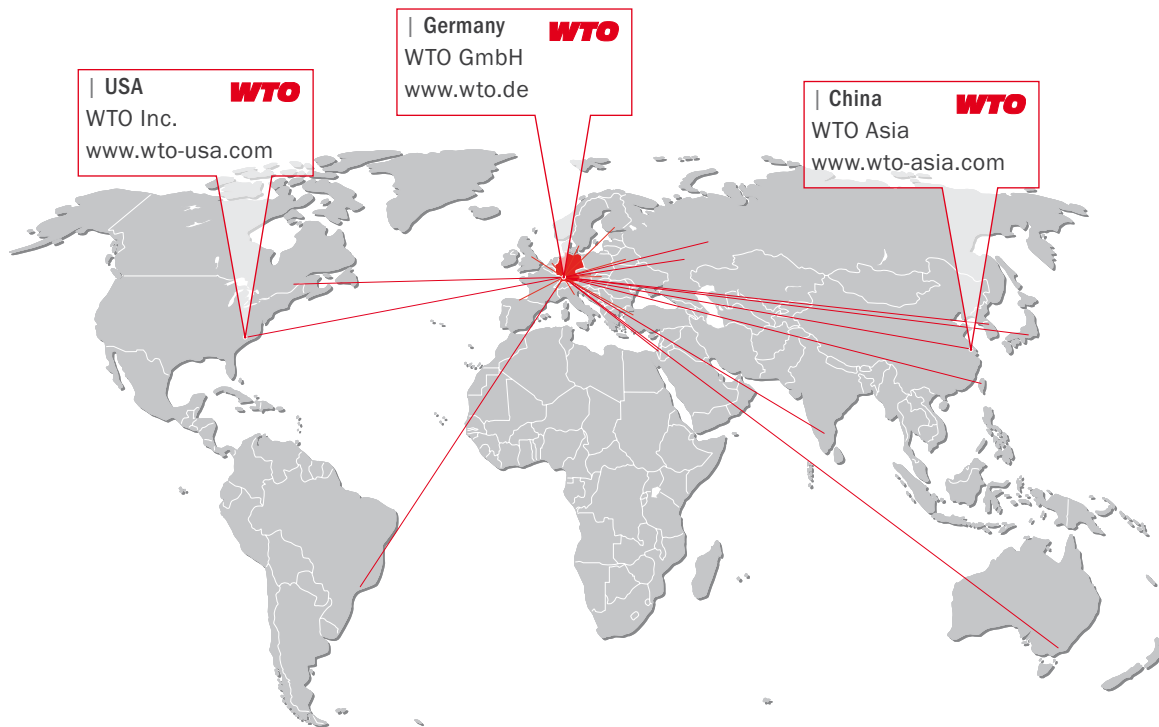 | Germany WTO
WTO GmbH
www.wto.de
| USA WTO
WTO Inc.
www.wto-usa.com
| China WTO
WTO Asia
www.wto-asia.com